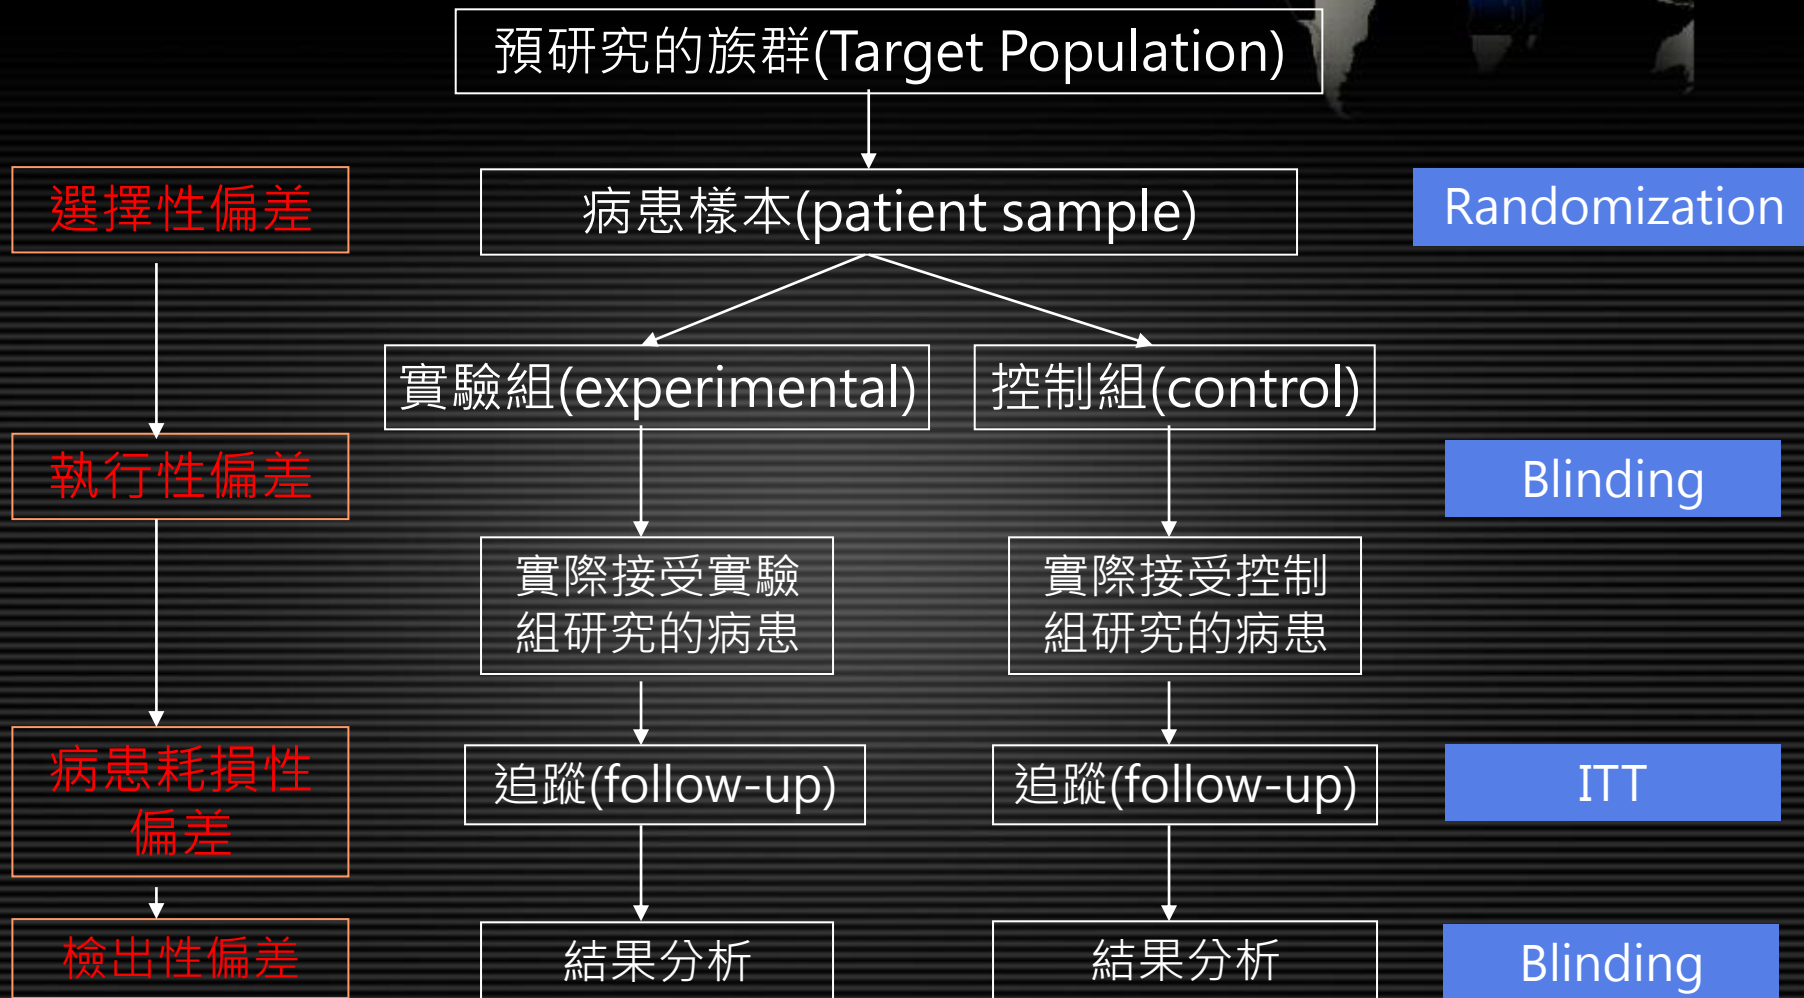 預研究的族群(Target Population)
選擇性偏差
病患樣本(patient sample)
Randomization
實驗組(experimental)
控制組(control)
執行性偏差
Blinding
實際接受實驗
組研究的病患
實際接受控制
組研究的病患
病患耗損性
偏差
追蹤(follow-up)
追蹤(follow-up)
ITT
檢出性偏差
結果分析
結果分析
Blinding